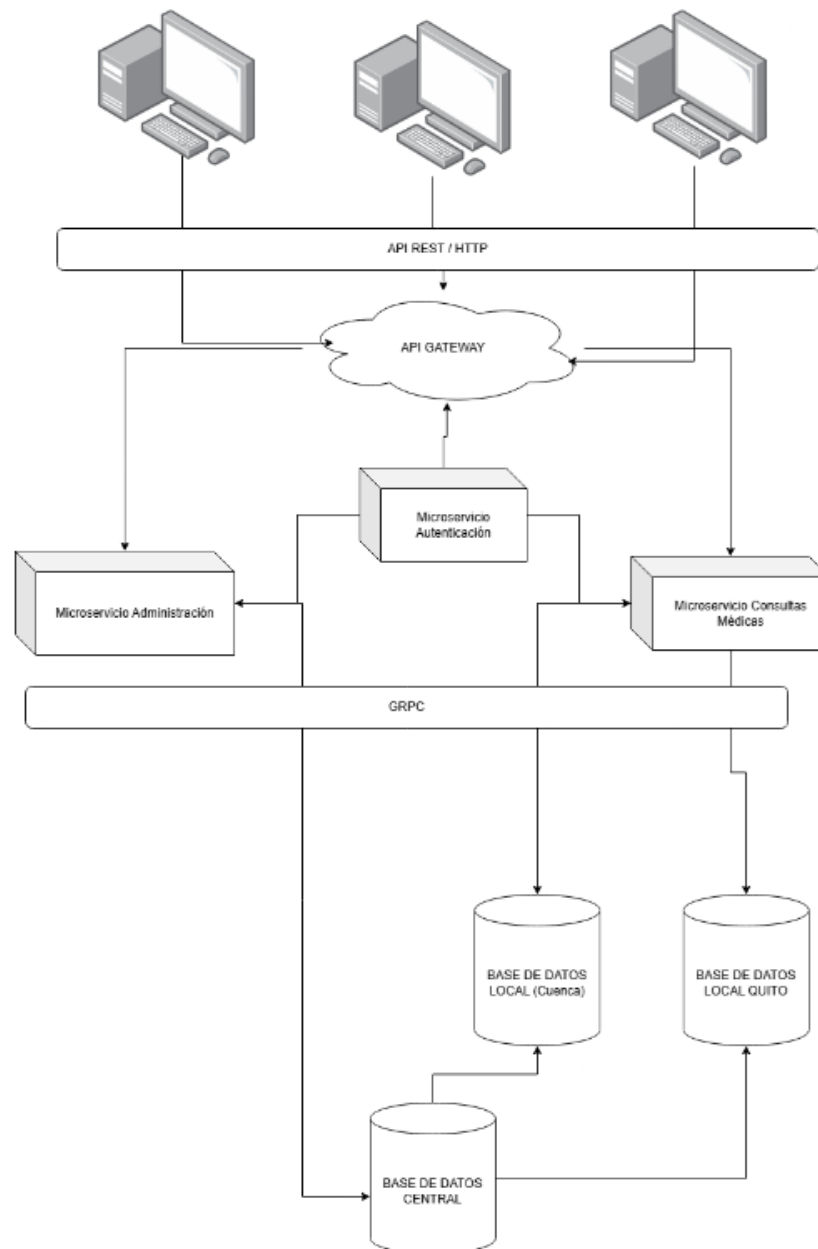 API REST / HTTP
API GATEWAY
Microservicio
Autenticación
Microservicio Administración
Microservicio Consultas
Médicas
GRPC
BASE DE DATOS
LOCAL (Cuenca)
BASE DE DATOS
LOCAL QUITO
BASE DE DATOS
CENTRAL